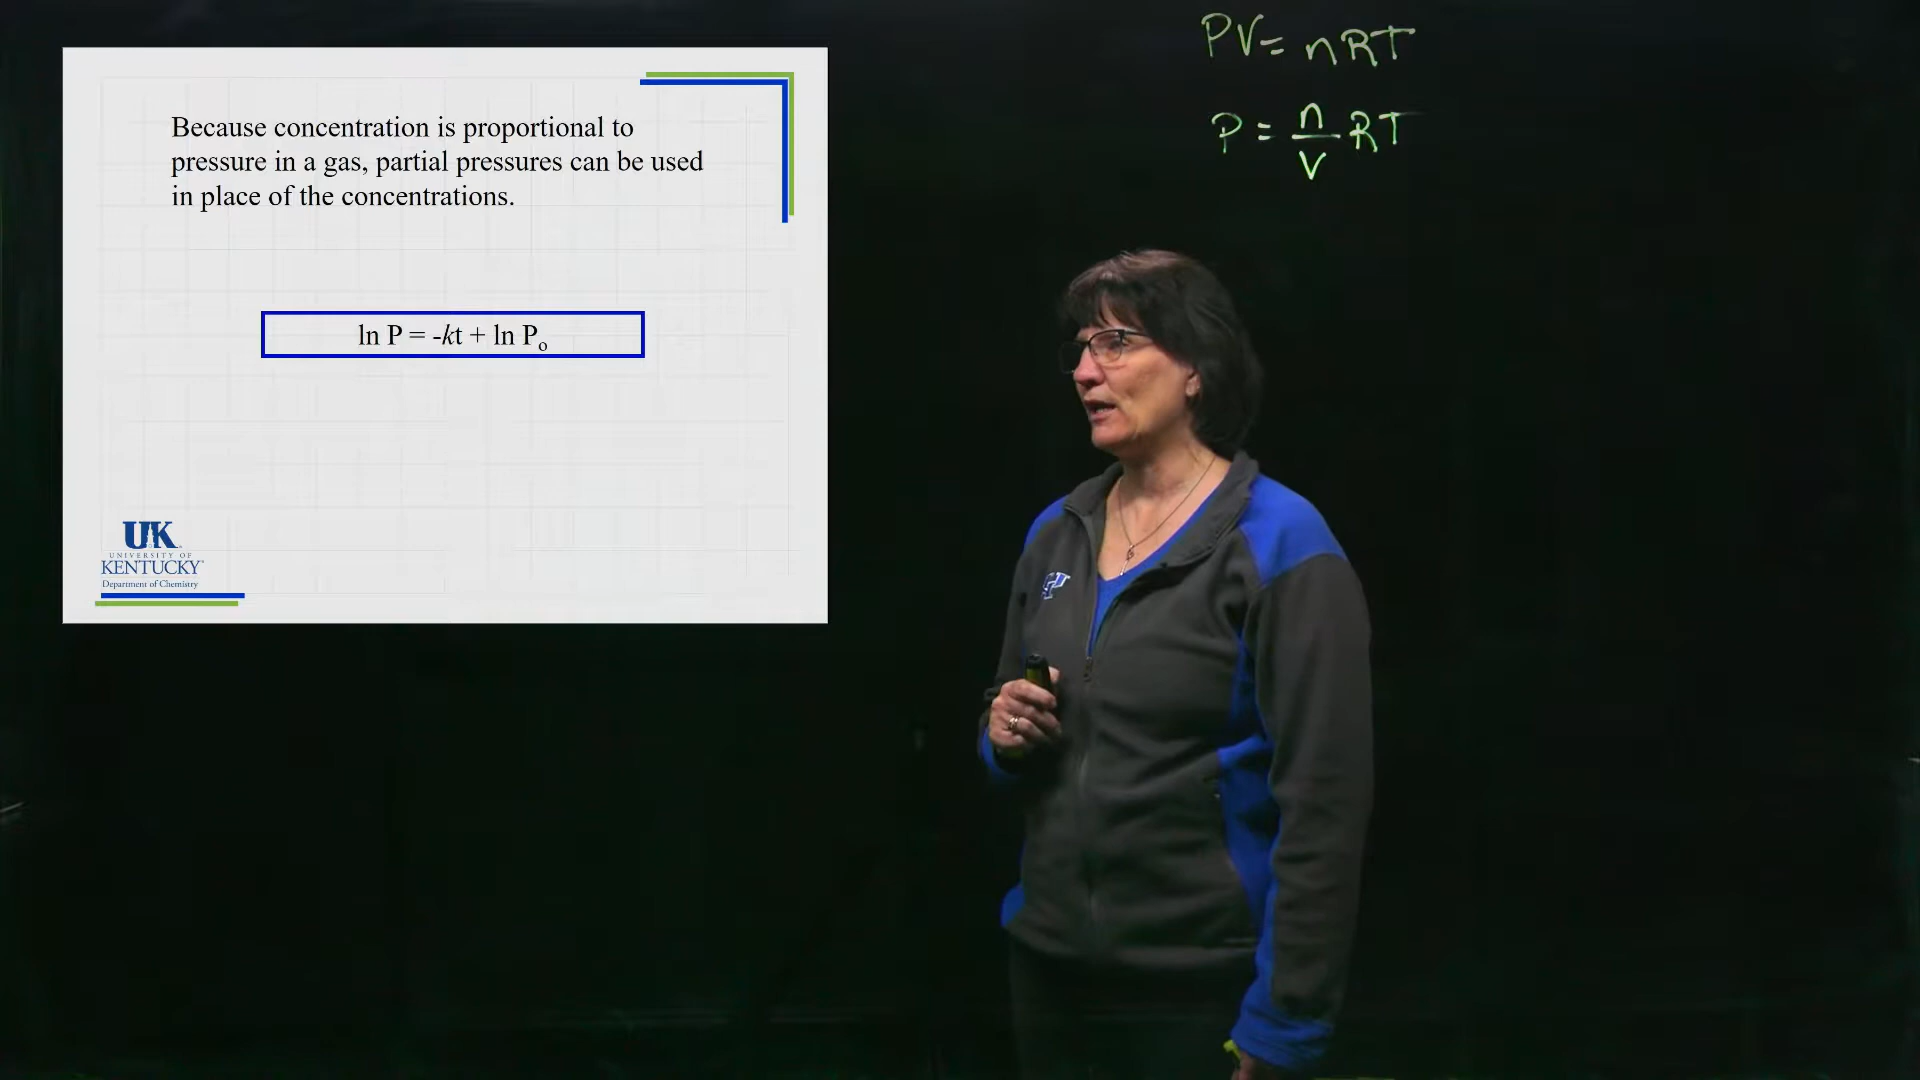 Because concentration is proportional to
pressure in a gas, partial pressures can be used
in place of the concentrations.
ln P = -kt + ln Po
UK
UNIVERSITY OF
KENTUCKY
Department of Chemistry
PV = nRT
P = n/V RT